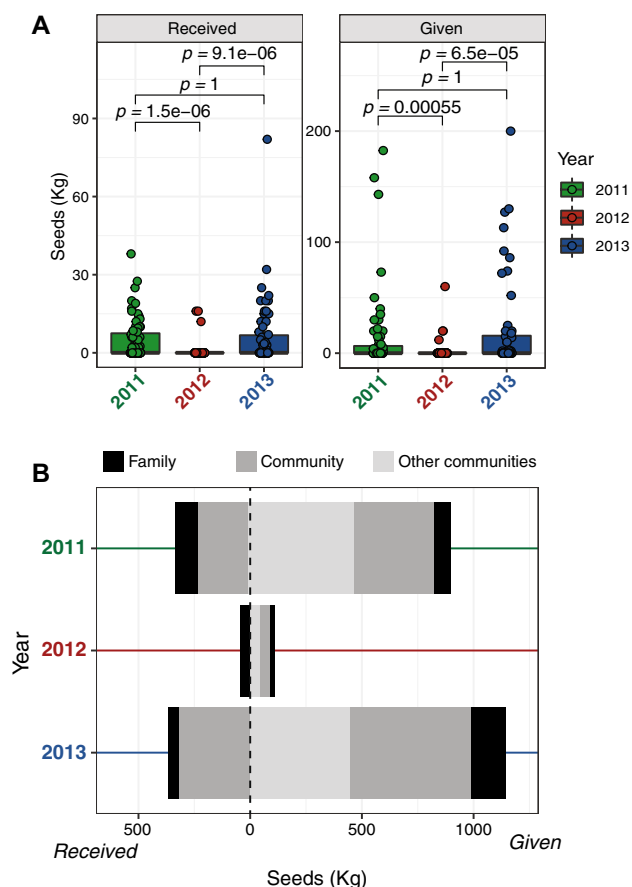 A
Received
Given
p = 9.1e−06
p = 1
p = 1.5e−06
p = 6.5e−05
p = 1
p = 0.00055
Seeds (Kg)
90
60
30
0
200
100
0
2011
2012
2013
2011
2012
2013
Year
2011
2012
2013
B
Family
Community
Other communities
Year
2011
2012
2013
500
0
500
1000
Received
Given
Seeds (Kg)